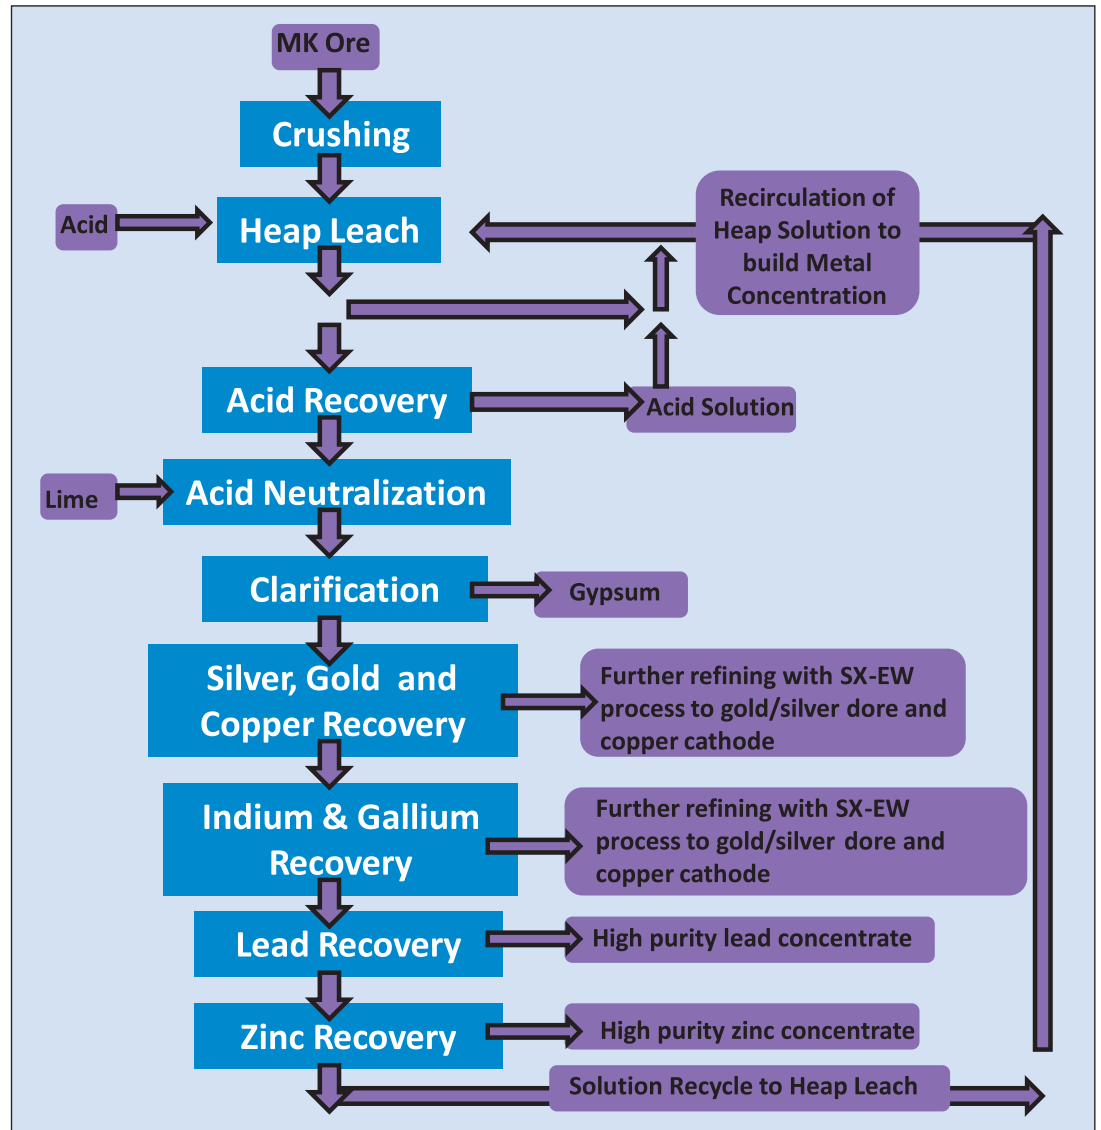 MK Ore
Crushing
Acid
Heap Leach
Recirculation of
Heap Solution to
build Metal
Concentration
Acid Recovery
Acid Solution
Lime
Acid Neutralization
Clarification
Gypsum
Silver, Gold and
Copper Recovery
Further refining with SX-EW
process to gold/silver dore and
copper cathode
Indium & Gallium
Recovery
Further refining with SX-EW
process to gold/silver dore and
copper cathode
Lead Recovery
High purity lead concentrate
Zinc Recovery
High purity zinc concentrate
Solution Recycle to Heap Leach